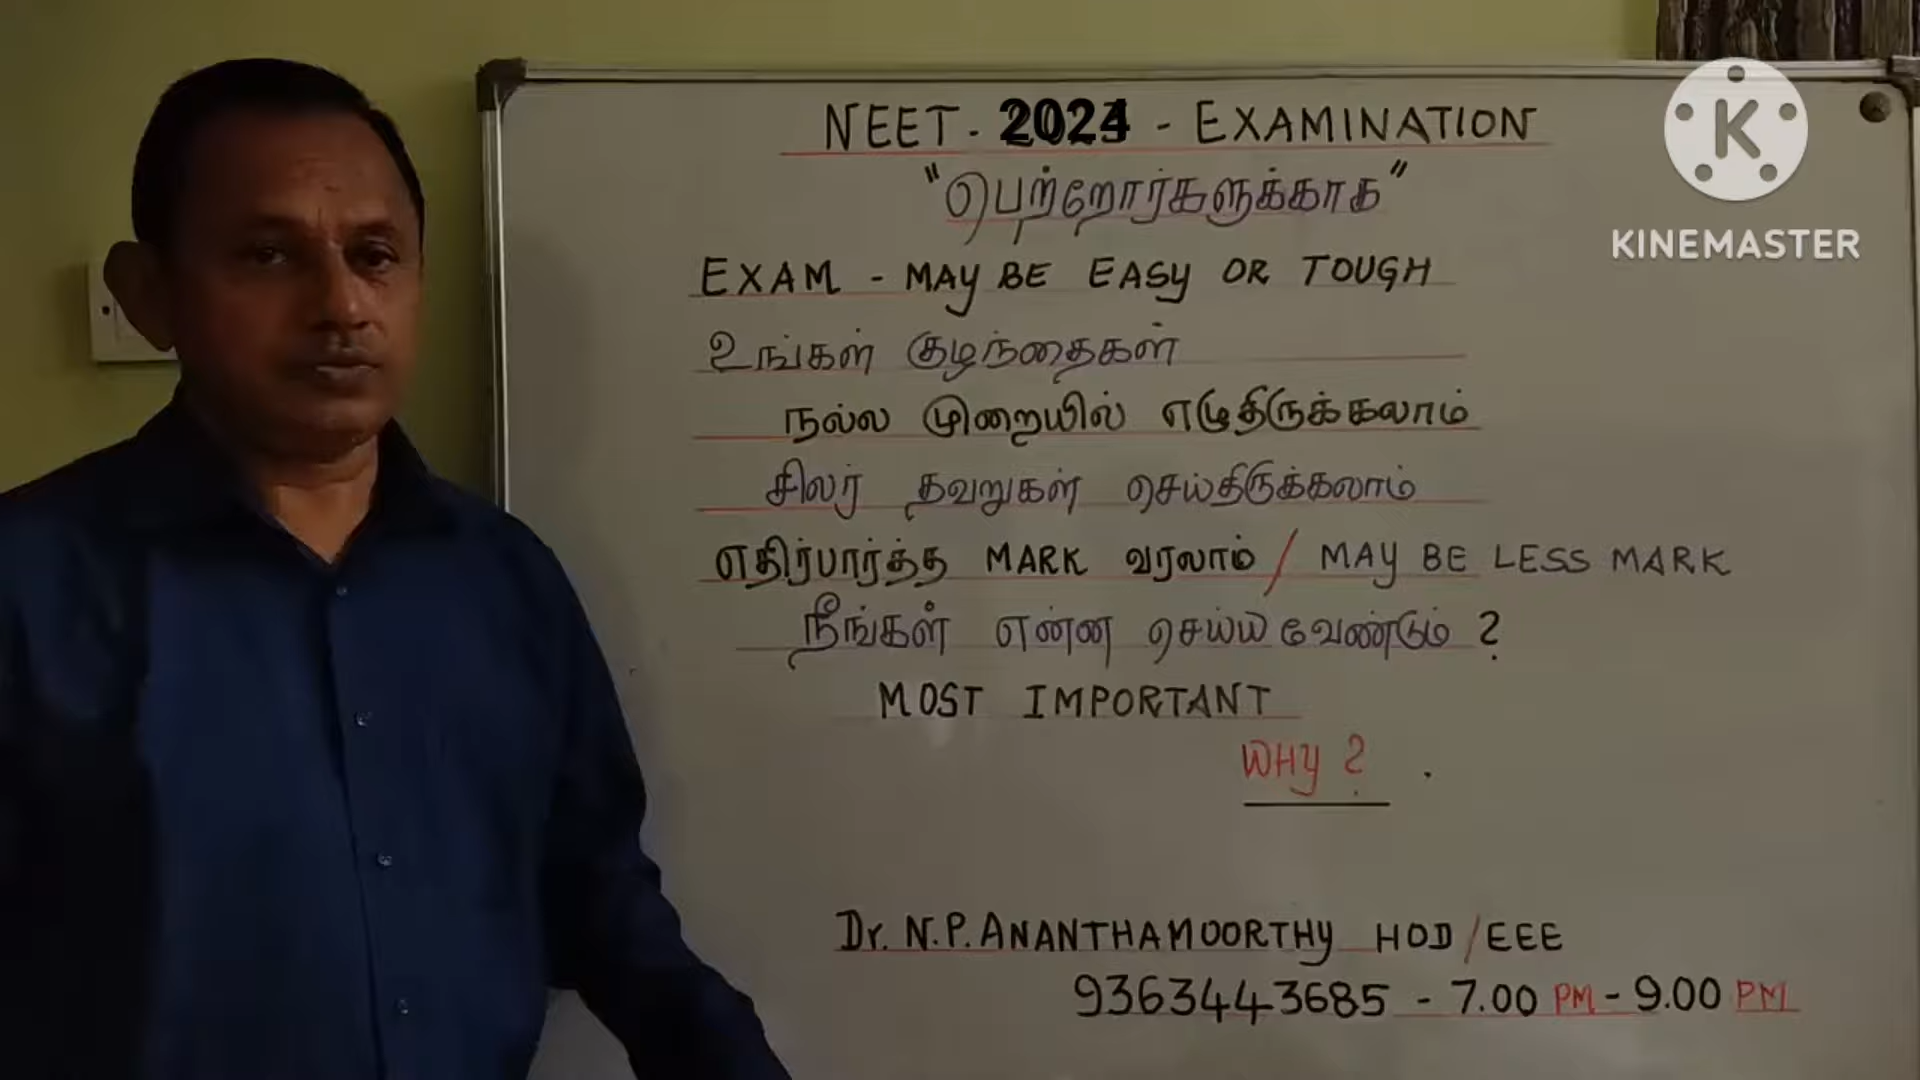 NEET - 2024 - EXAMINATION
"பெற்றோர்களுக்காக"
EXAM - MAY BE EASY OR TOUGH
உங்கள் குழந்தைகள்
நல்ல முறையில் எழுதிருக்கலாம்
சிலர் தவறுகள் செய்திருக்கலாம்
எதிர்பார்த்த MARK வரலாம் / MAY BE LESS MARK
நீங்கள் என்ன செய்ய வேண்டும் ?
MOST IMPORTANT
WHY ?
Dr. N.P. ANANTHAMOORTHY HOD / EEE
9363443685 - 7.00 PM - 9.00 PM
K
KINEMASTER